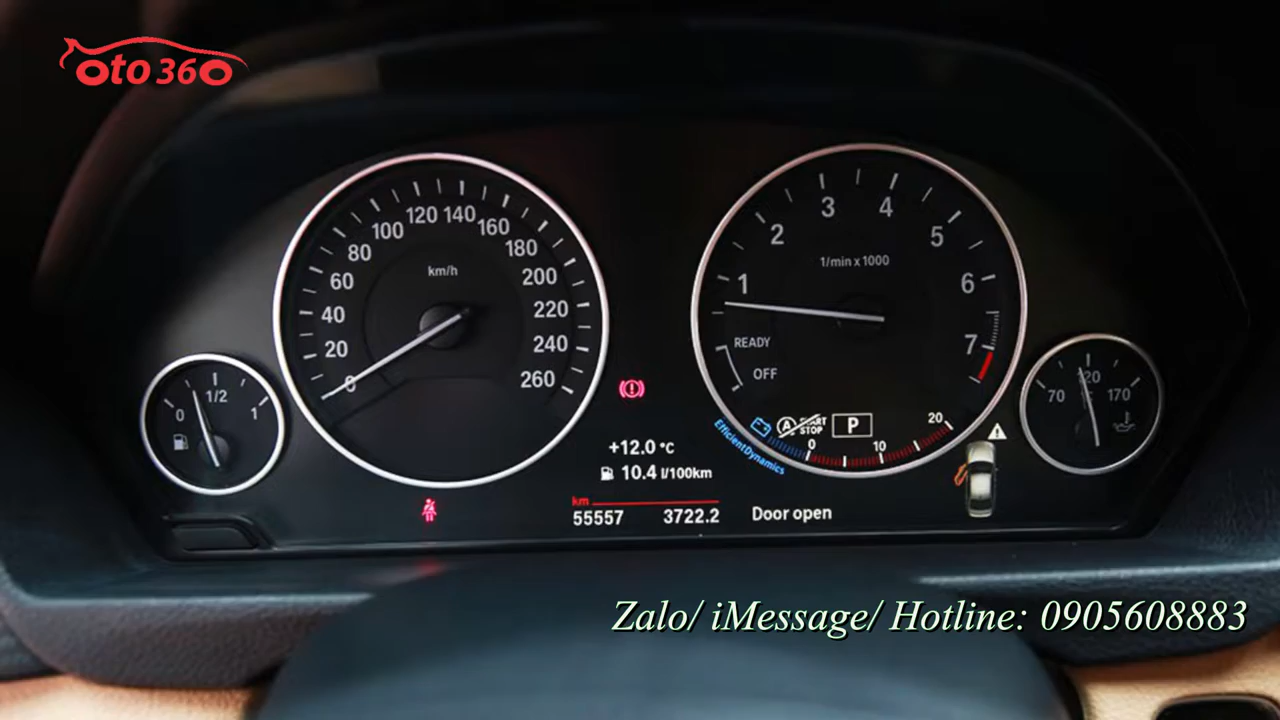 oto 360
0 1/2 1
0 20 40 60 80 100 120 140 160 180 200 220 240 260
km/h
1 2 3 4 5 6 7
1/min x 1000
READY
OFF
A START
STOP
P
0 10 20
EfficientDynamics
70 120 170
+12.0 °C
10.4 l/100km
km
55557 3722.2
Door open
Zalo/ iMessage/ Hotline: 0905608883